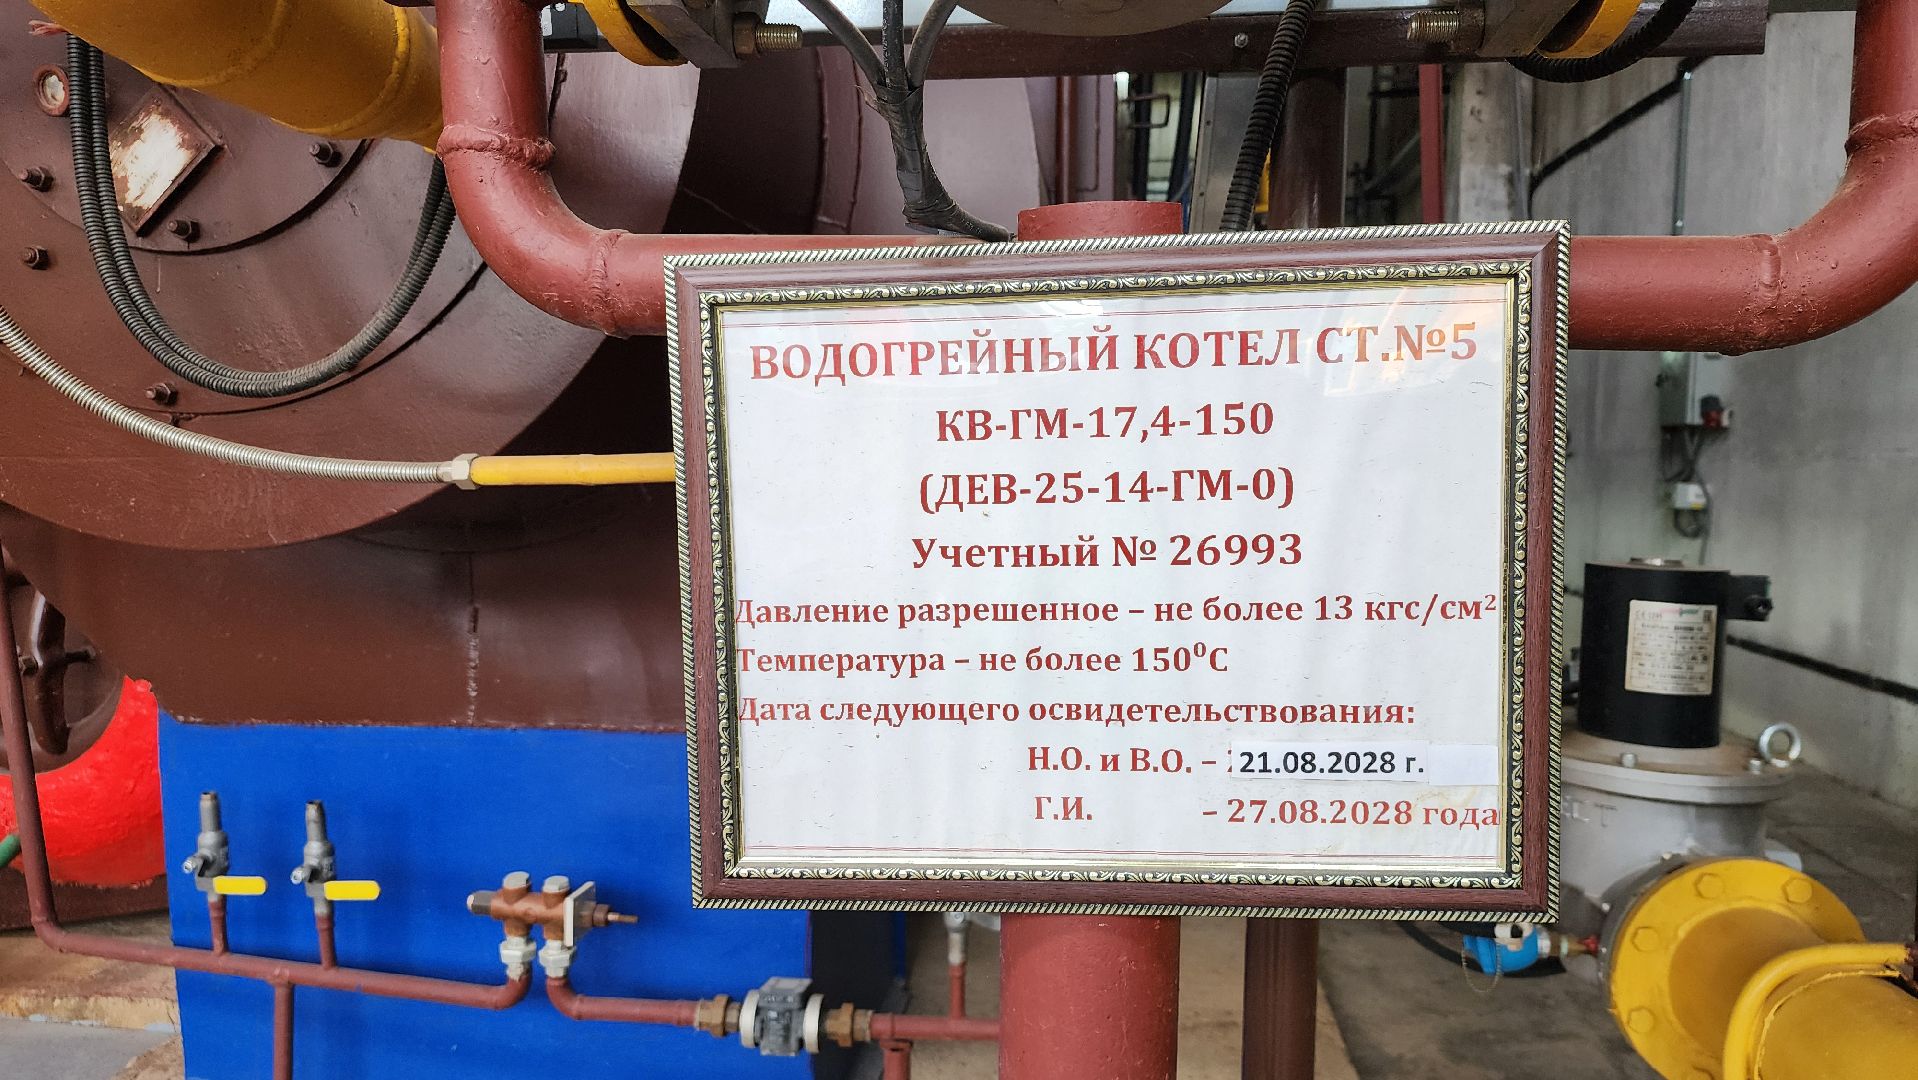 ВОДОГРЕЙНЫЙ КОТЕЛ СТ.№5
КВ-ГМ-17,4-150
(ДЕВ-25-14-ГМ-0)
Учетный № 26993
Давление разрешенное – не более 13 кгс/см²
Температура – не более 150⁰С
Дата следующего освидетельствования:
Н.О. и В.О. – 21.08.2028 г.
Г.И. – 27.08.2028 года